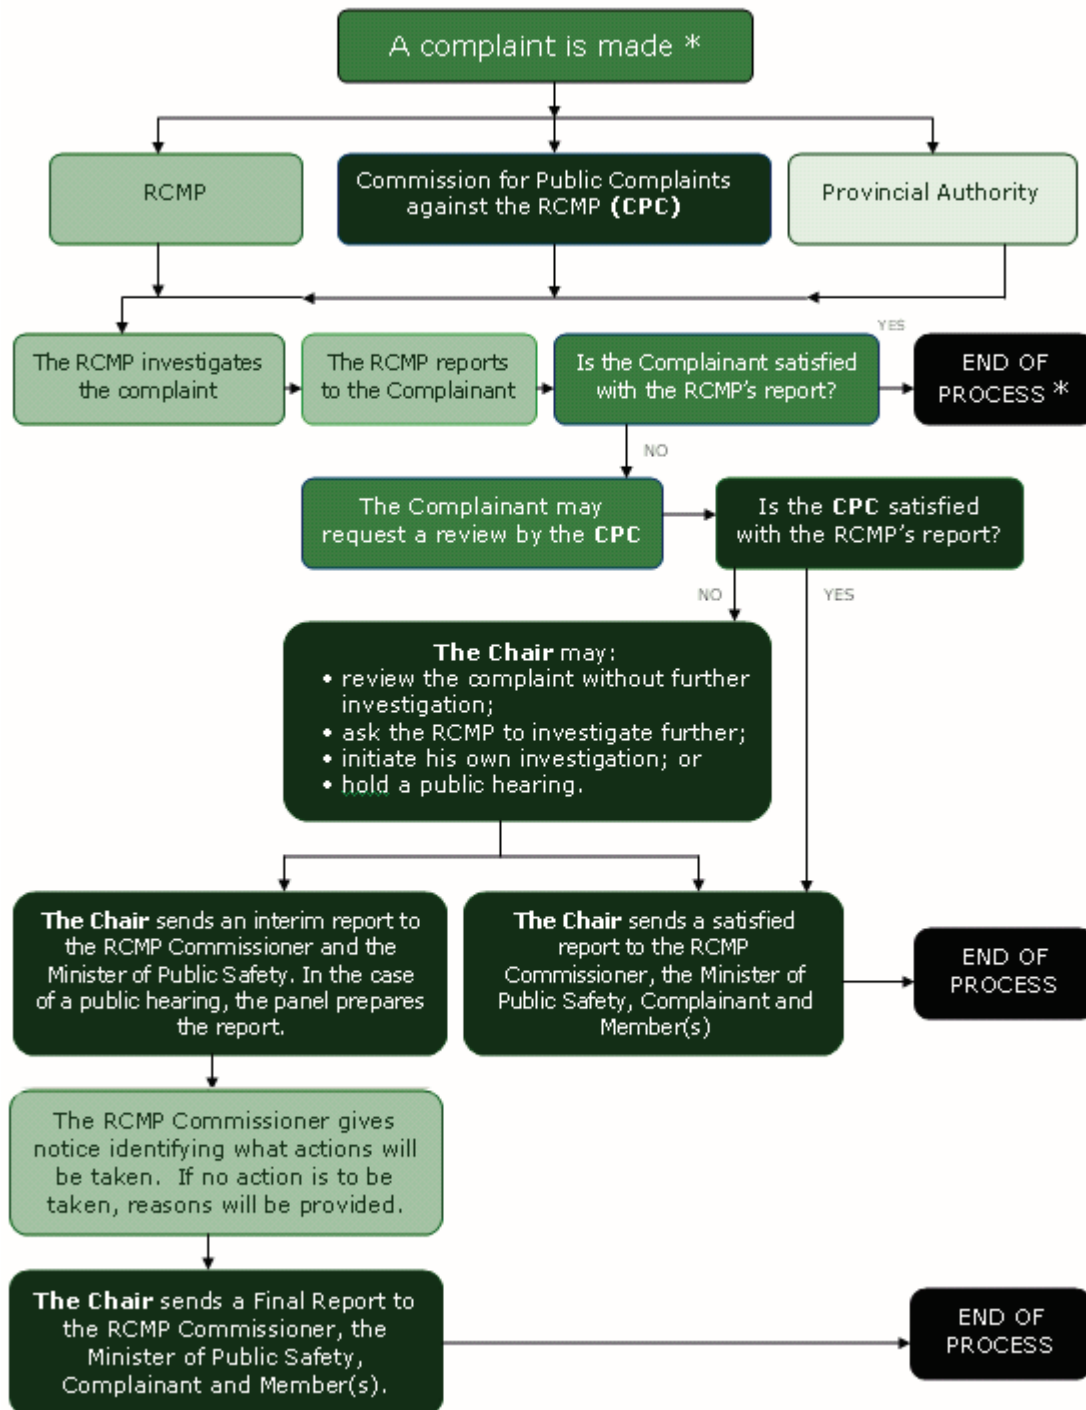 A complaint is made *
RCMP
Commission for Public Complaints
against the RCMP (CPC)
Provincial Authority
The RCMP investigates
the complaint
The RCMP reports
to the Complainant
Is the Complainant satisfied
with the RCMP's report?
YES
END OF
PROCESS *
NO
The Complainant may
request a review by the CPC
Is the CPC satisfied
with the RCMP's report?
NO
YES
The Chair may:
• review the complaint without further
investigation;
• ask the RCMP to investigate further;
• initiate his own investigation; or
• hold a public hearing.
The Chair sends an interim report to
the RCMP Commissioner and the
Minister of Public Safety. In the case
of a public hearing, the panel prepares
the report.
The Chair sends a satisfied
report to the RCMP
Commissioner, the Minister of
Public Safety, Complainant and
Member(s)
END OF
PROCESS
The RCMP Commissioner gives
notice identifying what actions will
be taken.  If no action is to be
taken, reasons will be provided.
The Chair sends a Final Report to
the RCMP Commissioner, the
Minister of Public Safety,
Complainant and Member(s).
END OF
PROCESS